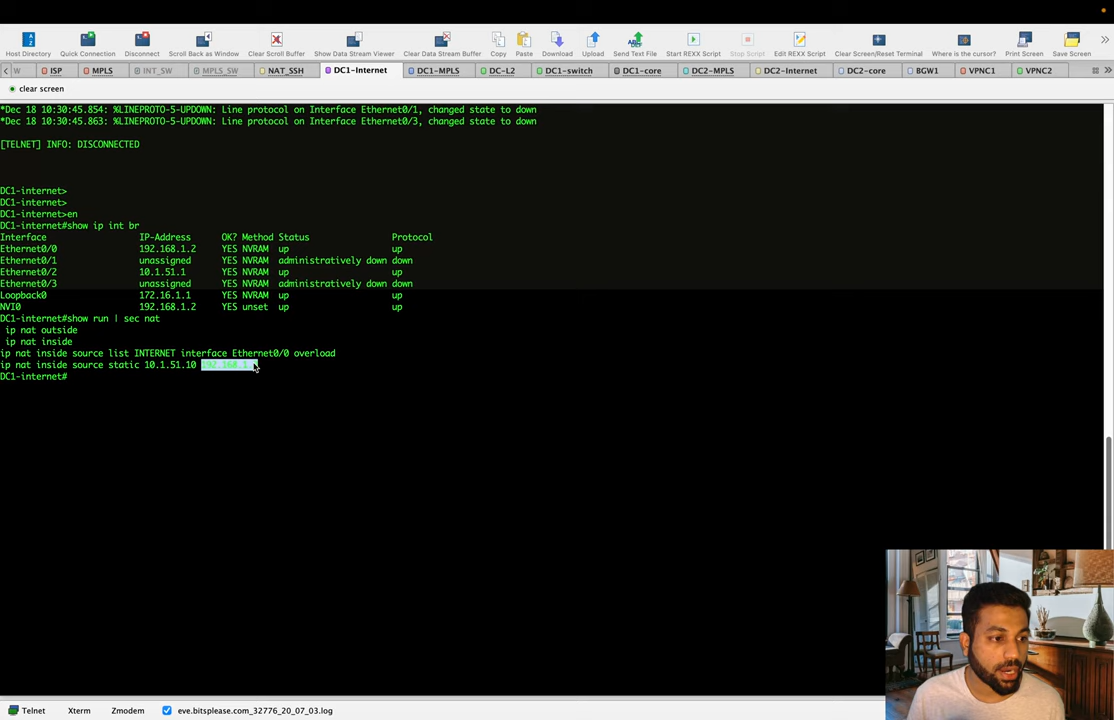 Host Directory Quick Connection Disconnect Scroll Back as Window Clear Scroll Buffer Show Data Stream Viewer Clear Data Stream Buffer Copy Paste Download Upload Send Text File Start REXX Script Stop Script Edit REXX Script Clear Screen/Reset Terminal Where is the cursor? Print Screen Save Screen
W ISP MPLS INT_SW MPLS_SW NAT_SSH DC1-Internet DC1-MPLS DC-L2 DC1-switch DC1-core DC2-MPLS DC2-Internet DC2-core BGW1 VPNC1 VPNC2
clear screen
*Dec 18 10:30:45.854: %LINEPROTO-5-UPDOWN: Line protocol on Interface Ethernet0/1, changed state to down
*Dec 18 10:30:45.863: %LINEPROTO-5-UPDOWN: Line protocol on Interface Ethernet0/3, changed state to down
[TELNET] INFO: DISCONNECTED
DC1-internet>
DC1-internet>
DC1-internet>en
DC1-internet#show ip int br
Interface IP-Address OK? Method Status Protocol
Ethernet0/0 192.168.1.2 YES NVRAM up up
Ethernet0/1 unassigned YES NVRAM administratively down down
Ethernet0/2 10.1.51.1 YES NVRAM up up
Ethernet0/3 unassigned YES NVRAM administratively down down
Loopback0 172.16.1.1 YES NVRAM up up
NVI0 192.168.1.2 YES unset up up
DC1-internet#show run | sec nat
ip nat outside
ip nat inside
ip nat inside source list INTERNET interface Ethernet0/0 overload
ip nat inside source static 10.1.51.10
DC1-internet#
Telnet Xterm Zmodem eve.bitsplease.com_32776_20_07_03.log